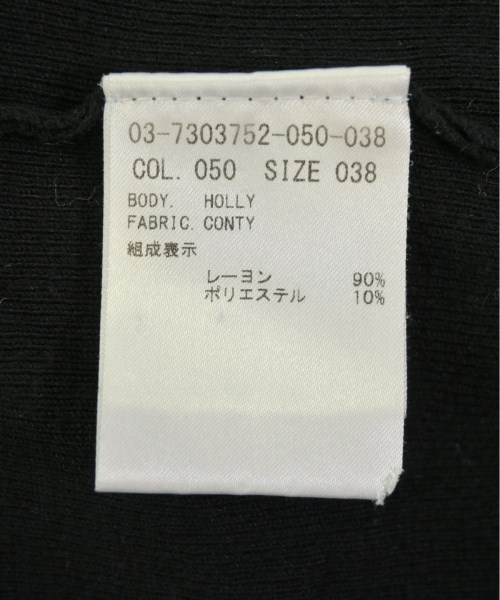 03-7303752-050-038
COL. 050 SIZE 038
BODY. HOLLY
FABRIC. CONTY
組成表示
レーヨン 90%
ポリエステル 10%